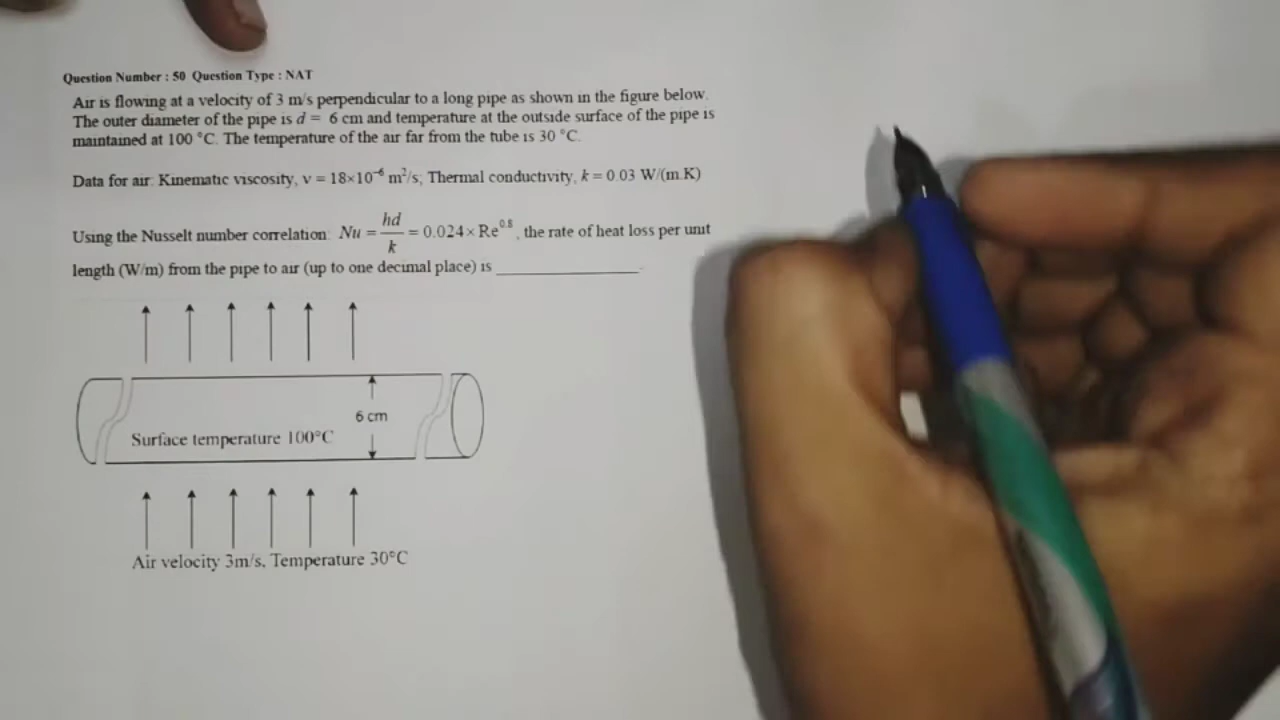 Question Number : 50 Question Type : NAT
Air is flowing at a velocity of 3 m/s perpendicular to a long pipe as shown in the figure below.
The outer diameter of the pipe is d = 6 cm and temperature at the outside surface of the pipe is
maintained at 100 °C. The temperature of the air far from the tube is 30 °C.
Data for air: Kinematic viscosity, ν = 18×10⁻⁶ m²/s; Thermal conductivity, k = 0.03 W/(m.K)
Using the Nusselt number correlation: Nu = hd/k = 0.024 × Re^0.8, the rate of heat loss per unit
length (W/m) from the pipe to air (up to one decimal place) is ____________.
6 cm
Surface temperature 100°C
Air velocity 3m/s, Temperature 30°C